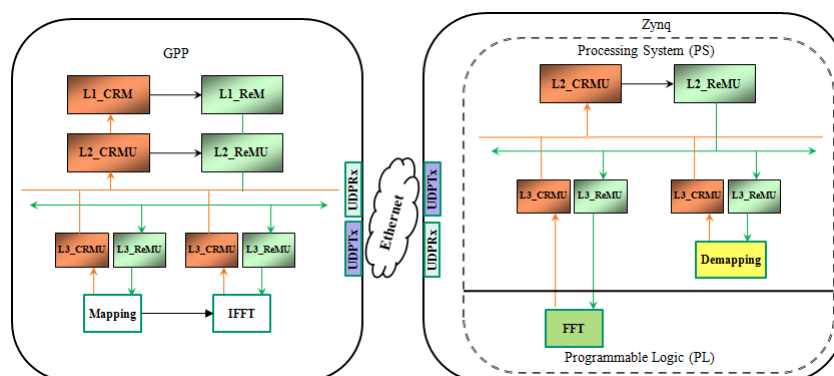 GPP
L1_CRM
L1_ReM
L2_CRMU
L2_ReMU
L3_CRMU
L3_ReMU
L3_CRMU
L3_ReMU
Mapping
IFFT
UDPRx
UDPTx
Ethernet
UDPTx
UDPRx
Zynq
Processing System (PS)
L2_CRMU
L2_ReMU
L3_CRMU
L3_ReMU
L3_CRMU
L3_ReMU
Demapping
FFT
Programmable Logic (PL)